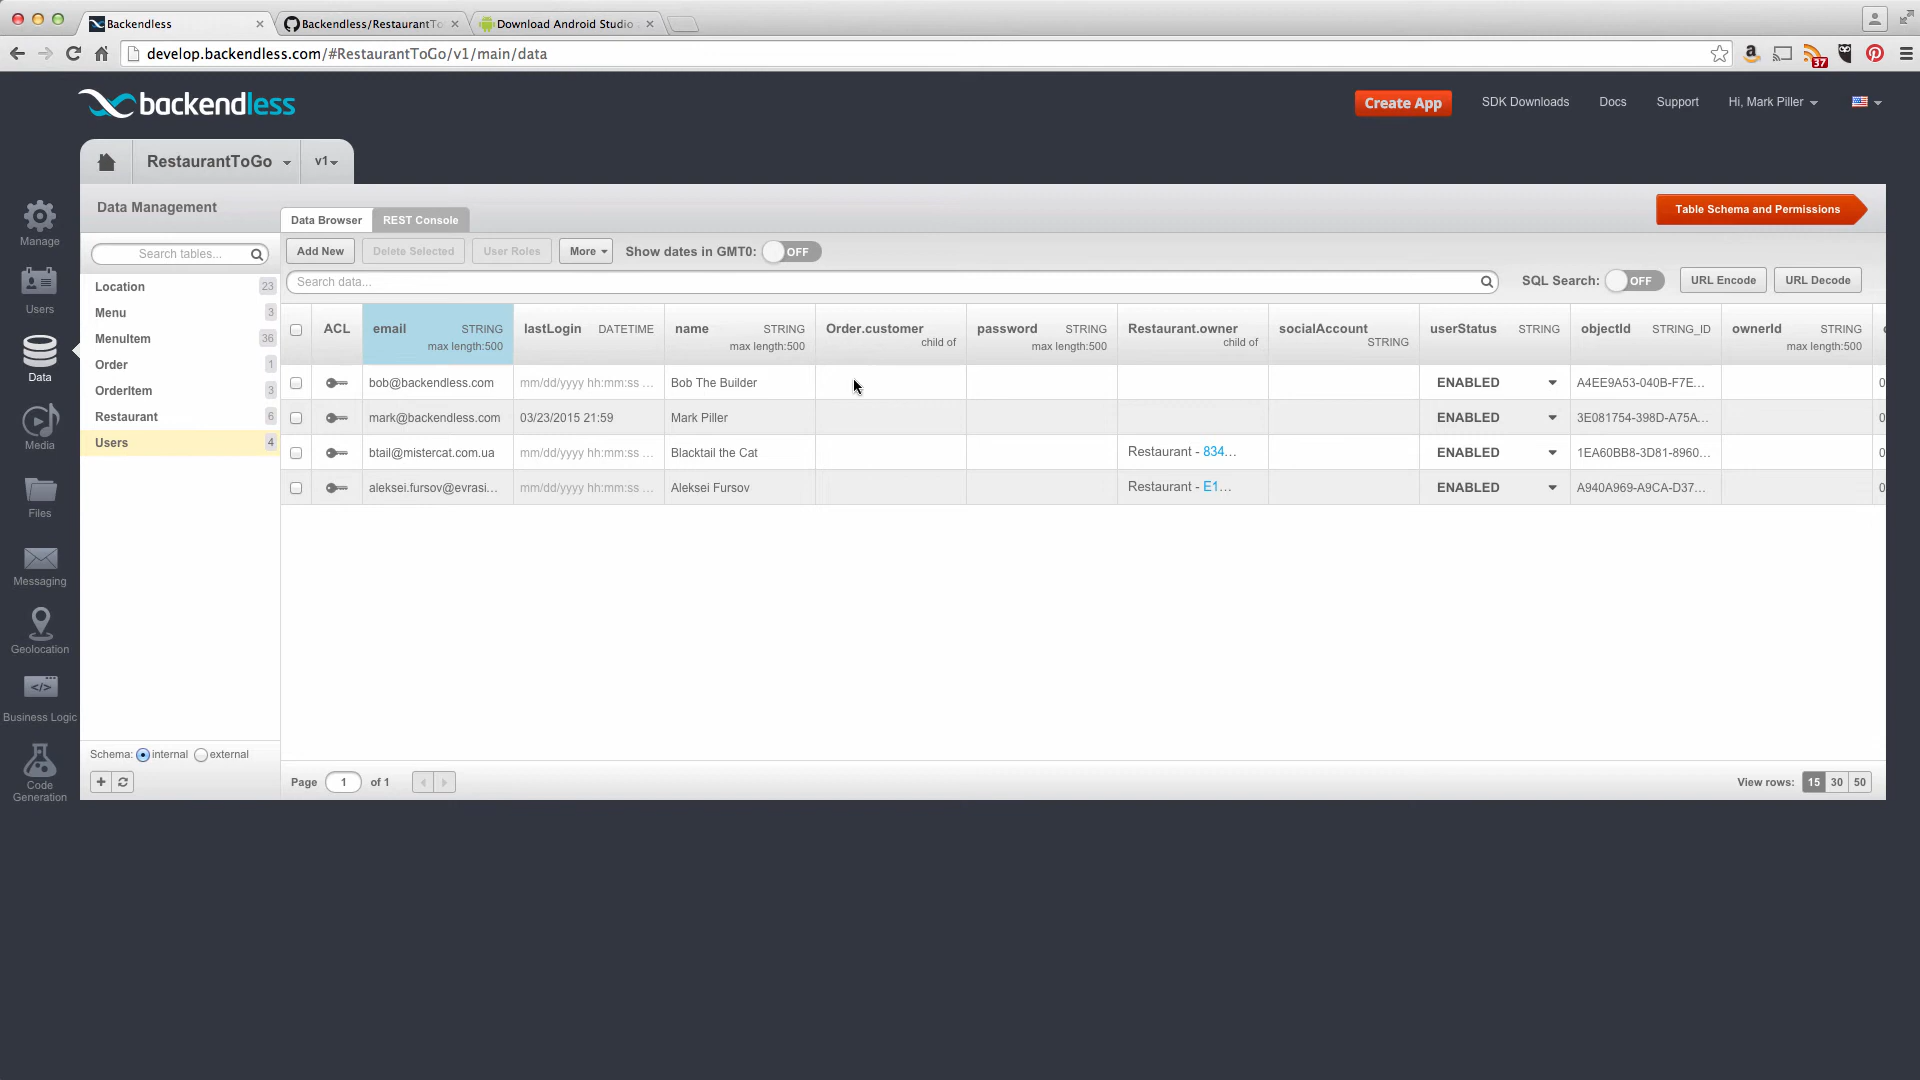 Backendless
Backendless/RestaurantTo
Download Android Studio
develop.backendless.com/#RestaurantToGo/v1/main/data
37
backendless
Create App
SDK Downloads
Docs
Support
Hi, Mark Piller
RestaurantToGo
v1
Data Management
Data Browser
REST Console
Table Schema and Permissions
Manage
Users
Data
Media
Files
Messaging
Geolocation
Business Logic
Code
Generation
Search tables...
Location 23
Menu 3
MenuItem 36
Order 1
OrderItem 3
Restaurant 6
Users 4
Schema: internal external
Add New
Delete Selected
User Roles
More
Show dates in GMT0: OFF
Search data...
SQL Search: OFF
URL Encode
URL Decode
ACL email STRING lastLogin DATETIME name STRING Order.customer password STRING Restaurant.owner socialAccount userStatus STRING objectId STRING_ID ownerId STRING
max length:500 max length:500 child of max length:500 child of STRING max length:500
bob@backendless.com mm/dd/yyyy hh:mm:ss ... Bob The Builder ENABLED A4EE9A53-040B-F7E... 0
mark@backendless.com 03/23/2015 21:59 Mark Piller ENABLED 3E081754-398D-A75A...
btail@mistercat.com.ua mm/dd/yyyy hh:mm:ss ... Blacktail the Cat Restaurant - 834... ENABLED 1EA60BB8-3D81-8960... 0
aleksei.fursov@evrasi... mm/dd/yyyy hh:mm:ss ... Aleksei Fursov Restaurant - E1... ENABLED A940A969-A9CA-D37... 0
Page 1 of 1
View rows: 15 30 50